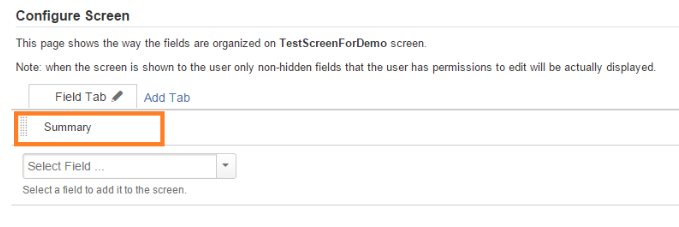 Configure Screen
This page shows the way the fields are organized on TestScreenForDemo screen.
Note: when the screen is shown to the user only non-hidden fields that the user has permissions to edit will be actually displayed.
Field Tab Add Tab
Summary
Select Field ...
Select a field to add it to the screen.